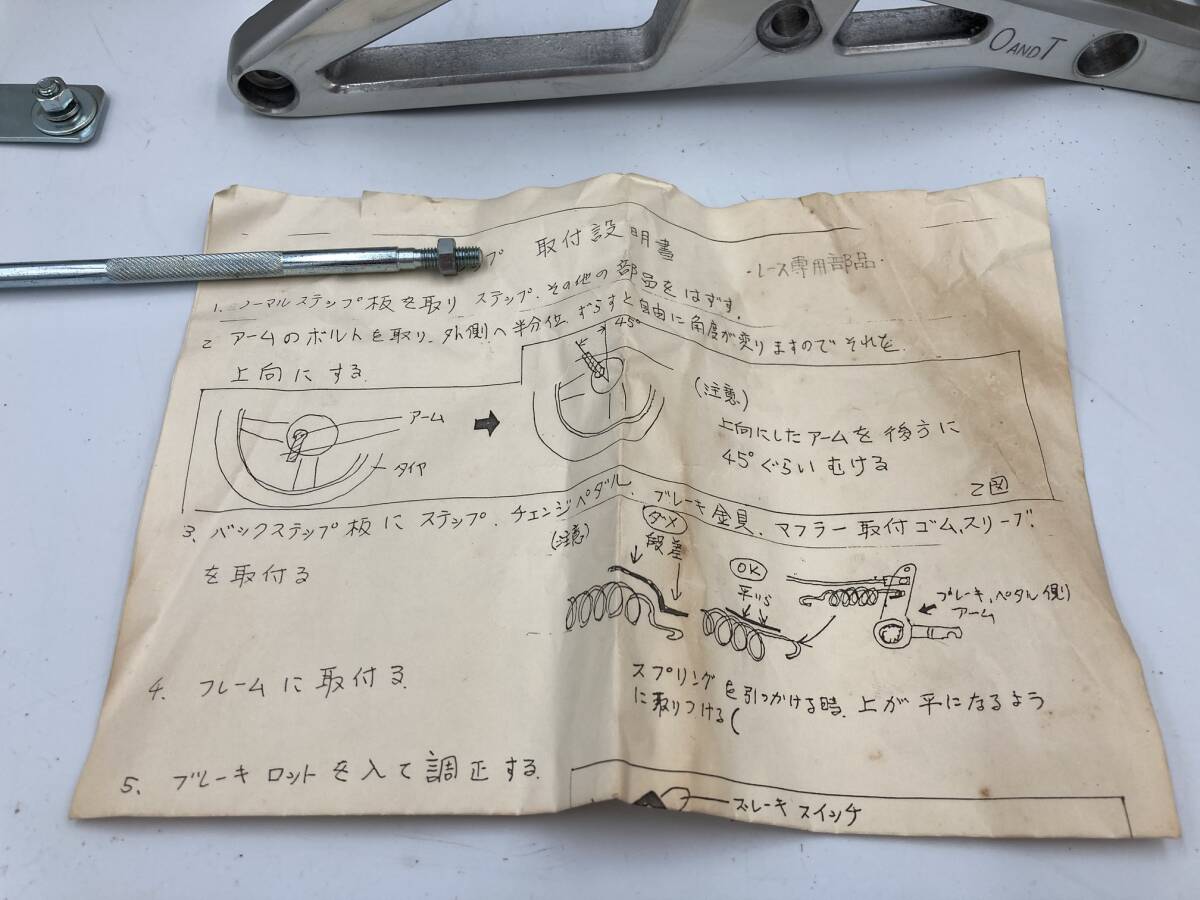 O AND T
プ 取付説明書
・レース専用部品・
1. ノーマルステップ板を取り ステップ、その他の部品をはずす。
2 アームのボルトを取り、外側へ半分位、ずらすと自由に角度が変りますのでそれを、
上向にする
45°
アーム
タイヤ
(注意)
上向にしたアームを後方に
45°ぐらいむける
2図
3、バックステップ板にステップ、チェンジペダル、ブレーキ金具、マフラー取付ゴム、スリーブ、
を取付る
(注意)
ダメ
段差
OK
平ら
ブレーキ、ペダル側
アーム
スプリングを引っかける時、上が平になるよう
に取りつける(
4、 フレームに取付る
5、 ブレーキロットを入て調正する
ブレーキスイッチ